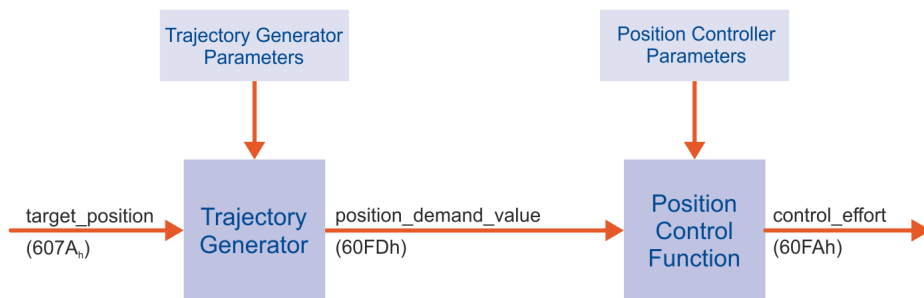 Trajectory Generator
Parameters
Position Controller
Parameters
target_position
(607Ah)
Trajectory
Generator
position_demand_value
(60FDh)
Position
Control
Function
control_effort
(60FAh)